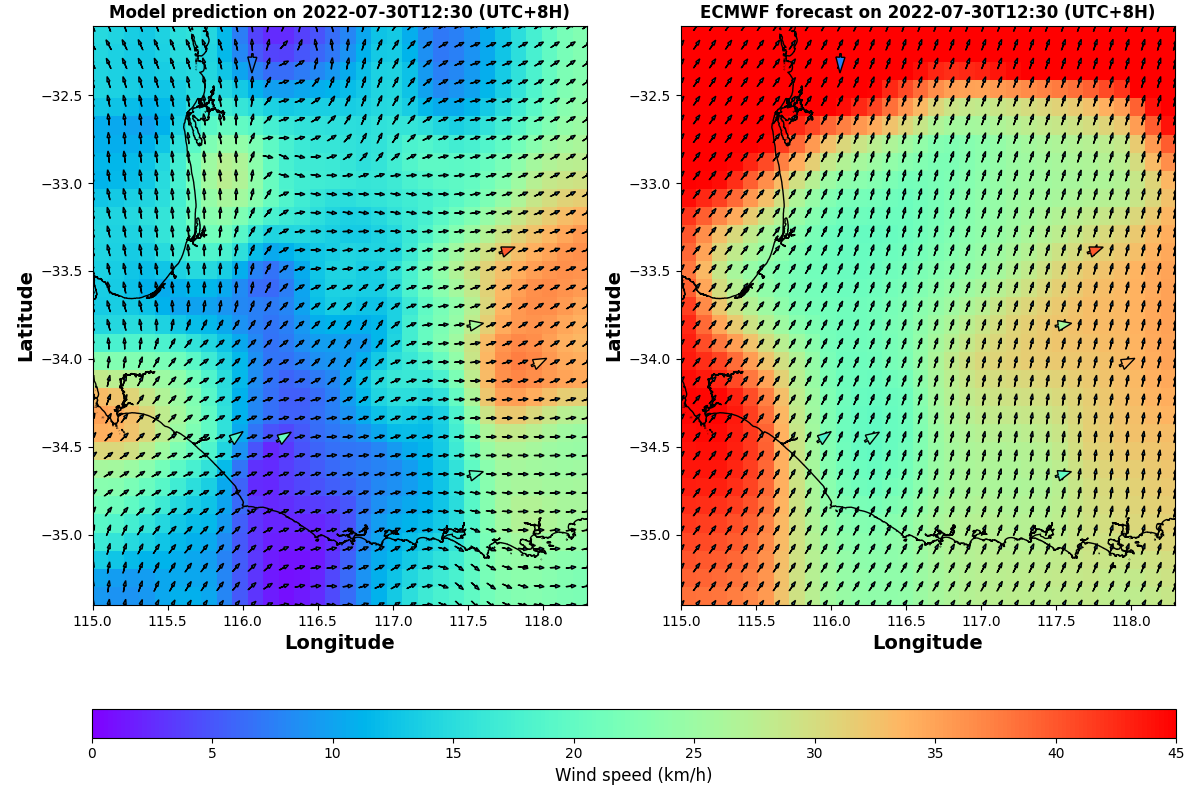 Model prediction on 2022-07-30T12:30 (UTC+8H)
ECMWF forecast on 2022-07-30T12:30 (UTC+8H)
Latitude
−32.5
−33.0
−33.5
−34.0
−34.5
−35.0
115.0 115.5 116.0 116.5 117.0 117.5 118.0
Longitude
Latitude
−32.5
−33.0
−33.5
−34.0
−34.5
−35.0
115.0 115.5 116.0 116.5 117.0 117.5 118.0
Longitude
0 5 10 15 20 25 30 35 40 45
Wind speed (km/h)